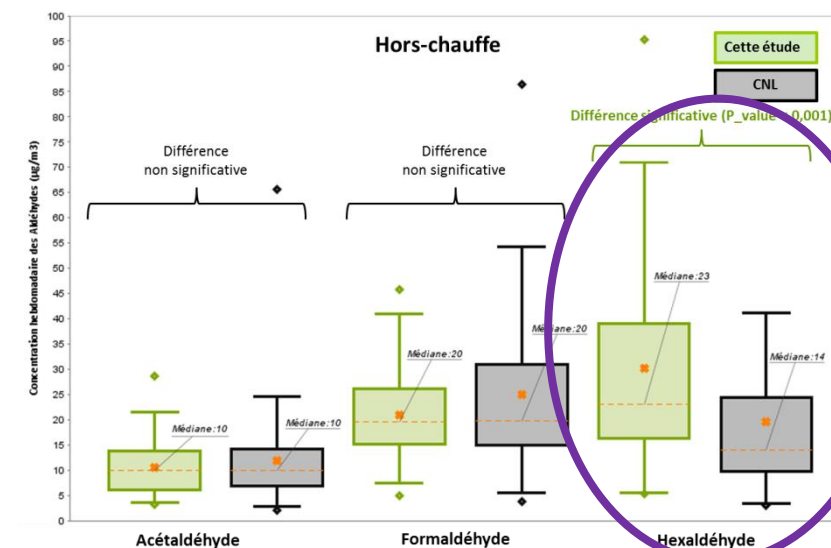 Hors-chauffe
Cette étude
CNL
Différence significative (P_value 0,001)
Différence
non significative
Différence
non significative
Concentration hebdomadaire des Aldéhydes (µg/m3)
100
95
90
85
80
75
70
65
60
55
50
45
40
35
30
25
20
15
10
5
0
Médiane:10
Médiane:10
Médiane:20
Médiane:20
Médiane:23
Médiane:14
Acétaldéhyde
Formaldéhyde
Hexaldéhyde